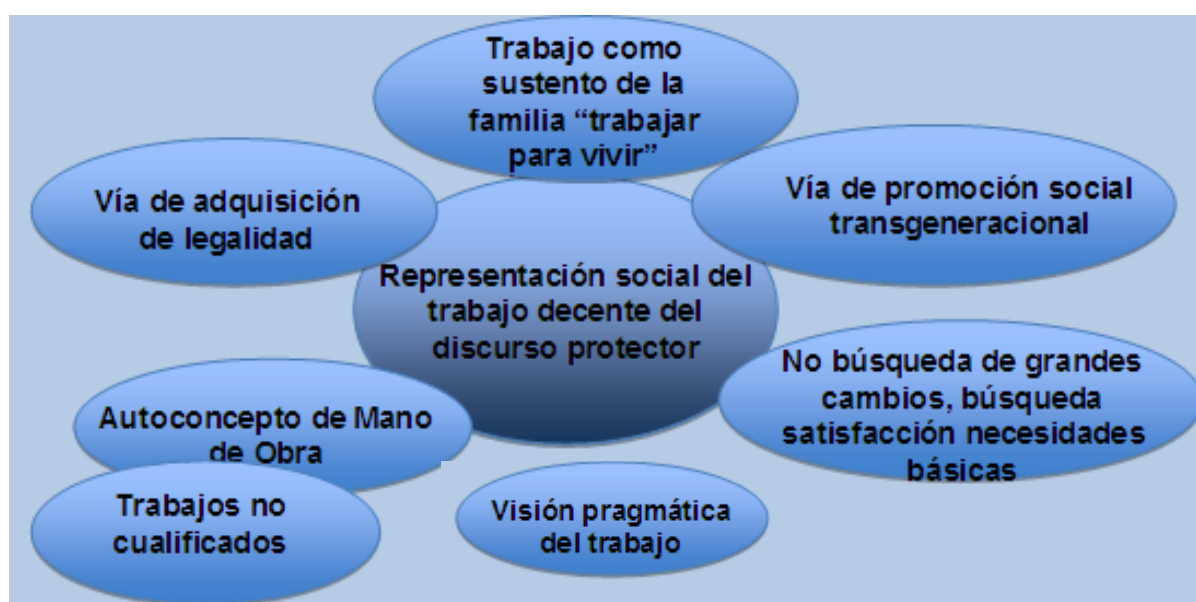 Trabajo como
sustento de la
familia “trabajar
para vivir”
Vía de adquisición
de legalidad
Vía de promoción social
transgeneracional
Representación social del
trabajo decente del
discurso protector
No búsqueda de grandes
cambios, búsqueda
satisfacción necesidades
básicas
Autoconcepto de Mano
de Obra
Trabajos no
cualificados
Visión pragmática
del trabajo